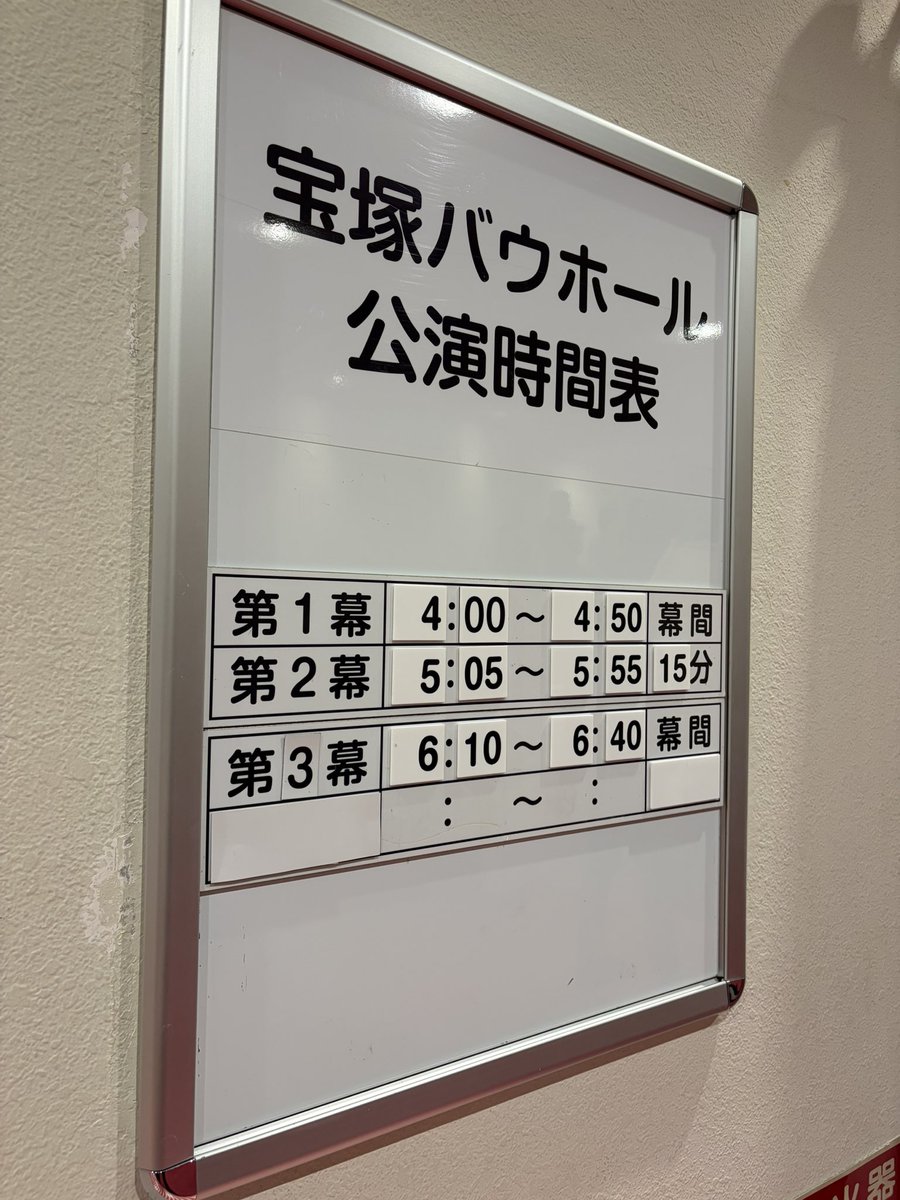 宝塚バウホール
公演時間表
第1幕 4:00～4:50 幕間
第2幕 5:05～5:55 15分
第3幕 6:10～6:40 幕間
:～:
火器